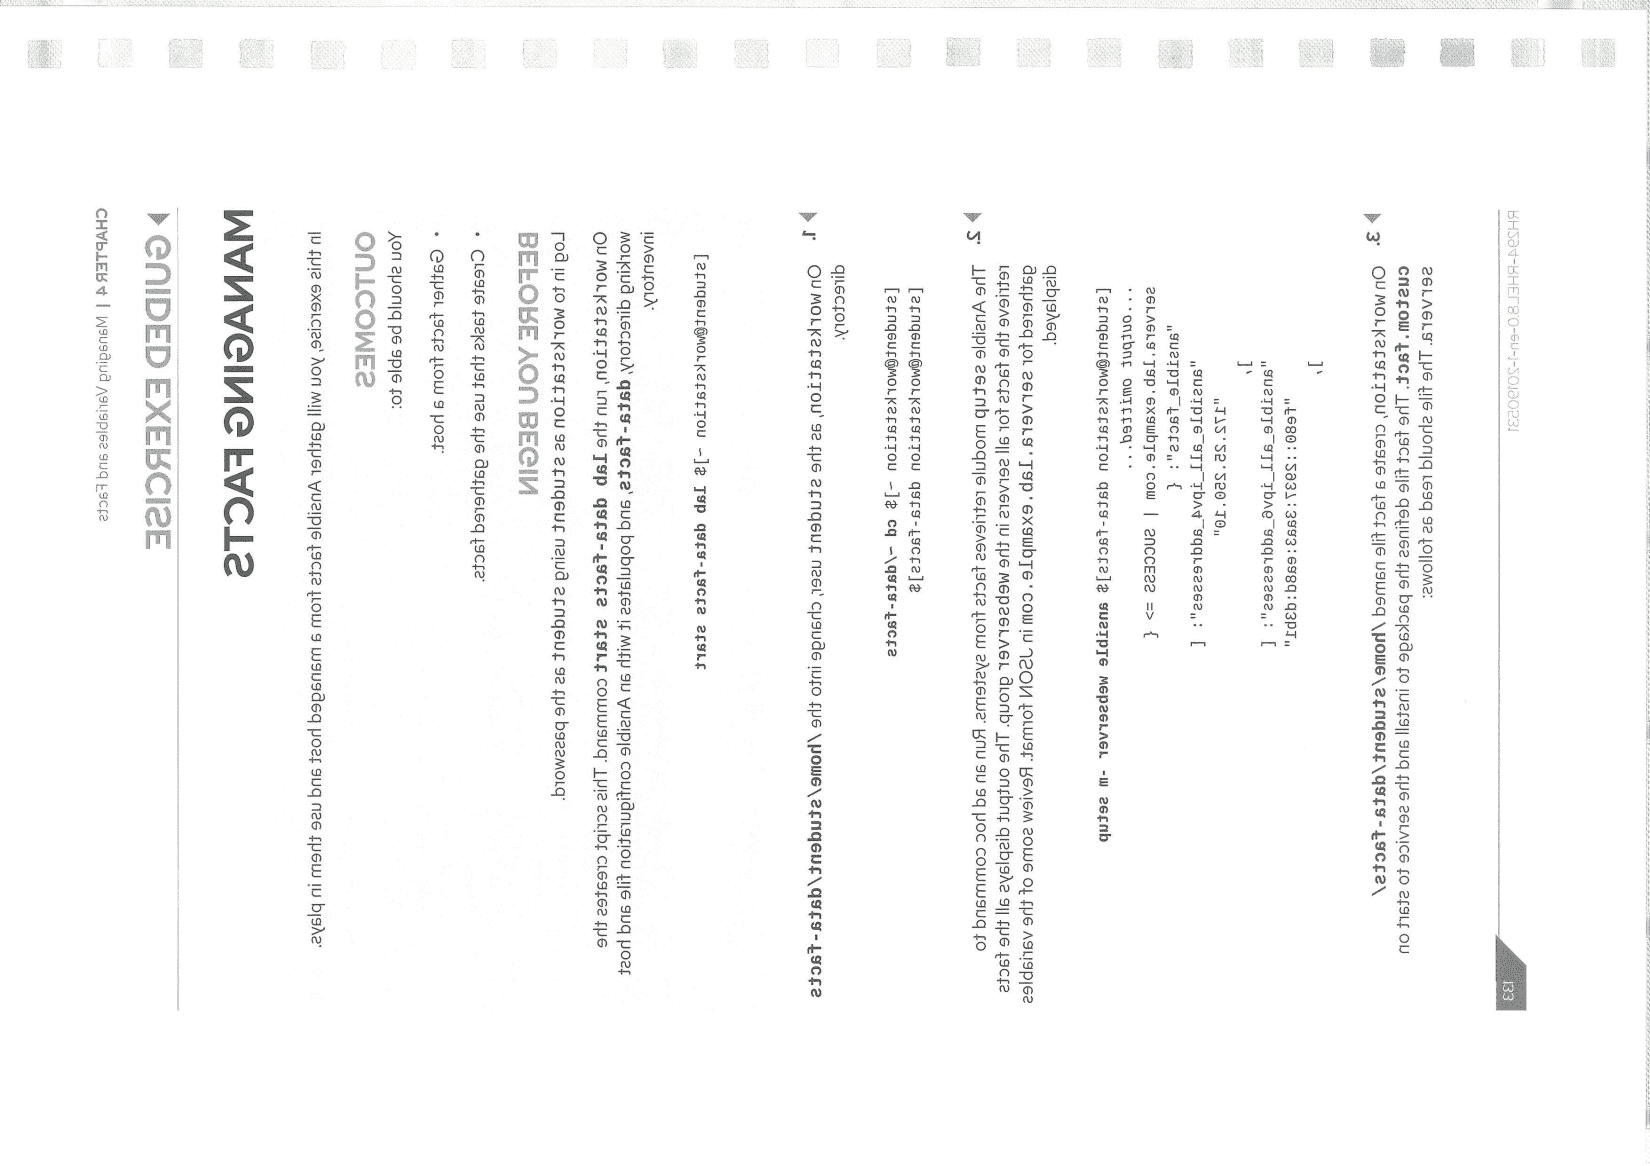 CHAPTER 4 | Managing Variables and Facts
GUIDED EXERCISE
MANAGING FACTS
In this exercise, you will gather Ansible facts from a managed host and use them in plays.
OUTCOMES
You should be able to:
• Gather facts from a host.
• Create tasks that use the gathered facts.
BEFORE YOU BEGIN
Log in to workstation as student using student as the password.
On workstation, run the lab data-facts start command. This script creates the
working directory, data-facts, and populates it with an Ansible configuration file and host
inventory.
[student@workstation ~]$ lab data-facts start
1. On workstation, as the student user, change into the /home/student/data-facts
directory.
[student@workstation ~]$ cd ~/data-facts
[student@workstation data-facts]$
2. The Ansible setup module retrieves facts from systems. Run an ad hoc command to
retrieve the facts for all servers in the webserver group. The output displays all the facts
gathered for servera.lab.example.com in JSON format. Review some of the variables
displayed.
[student@workstation data-facts]$ ansible webserver -m setup
...output omitted...
servera.lab.example.com | SUCCESS => {
"ansible_facts": {
"ansible_all_ipv4_addresses": [
"172.25.250.10"
],
"ansible_all_ipv6_addresses": [
"fe80::2937:3aa3:ea8d:d3b1"
],
3. On workstation, create a fact file named /home/student/data-facts/
custom.fact. The fact file defines the package to install and the service to start on
servera. The file should read as follows:
RH294-RHEL8.0-en-1-20190531
133